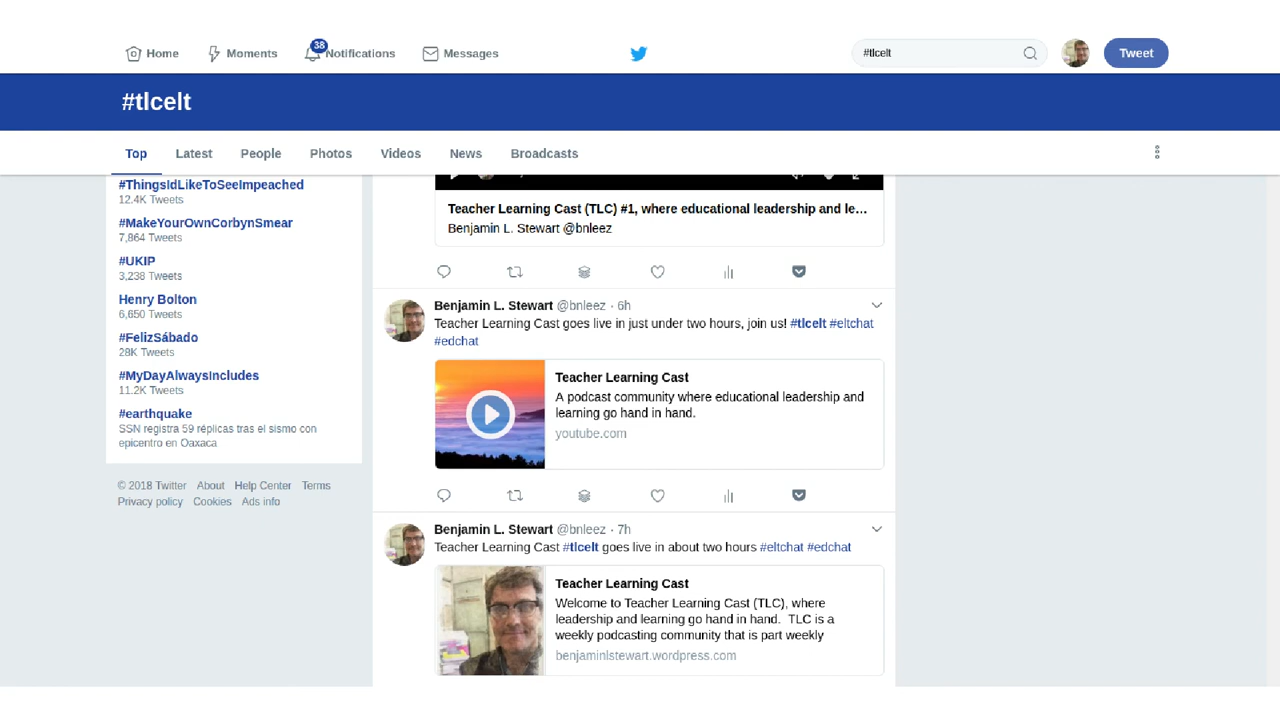 Home
Moments
38
Notifications
Messages
#tlcelt
Tweet
#tlcelt
Top
Latest
People
Photos
Videos
News
Broadcasts
#ThingsIdLikeToSeeImpeached
12.4K Tweets
#MakeYourOwnCorbynSmear
7,864 Tweets
#UKIP
3,238 Tweets
Henry Bolton
6,650 Tweets
#FelizSábado
28K Tweets
#MyDayAlwaysIncludes
11.2K Tweets
#earthquake
SSN registra 59 réplicas tras el sismo con
epicentro en Oaxaca
© 2018 Twitter About Help Center Terms
Privacy policy Cookies Ads info
Teacher Learning Cast (TLC) #1, where educational leadership and le…
Benjamin L. Stewart @bnleez
Benjamin L. Stewart @bnleez · 6h
Teacher Learning Cast goes live in just under two hours, join us! #tlcelt #eltchat
#edchat
Teacher Learning Cast
A podcast community where educational leadership and
learning go hand in hand.
youtube.com
Benjamin L. Stewart @bnleez · 7h
Teacher Learning Cast #tlcelt goes live in about two hours #eltchat #edchat
Teacher Learning Cast
Welcome to Teacher Learning Cast (TLC), where
leadership and learning go hand in hand. TLC is a
weekly podcasting community that is part weekly
benjaminlstewart.wordpress.com